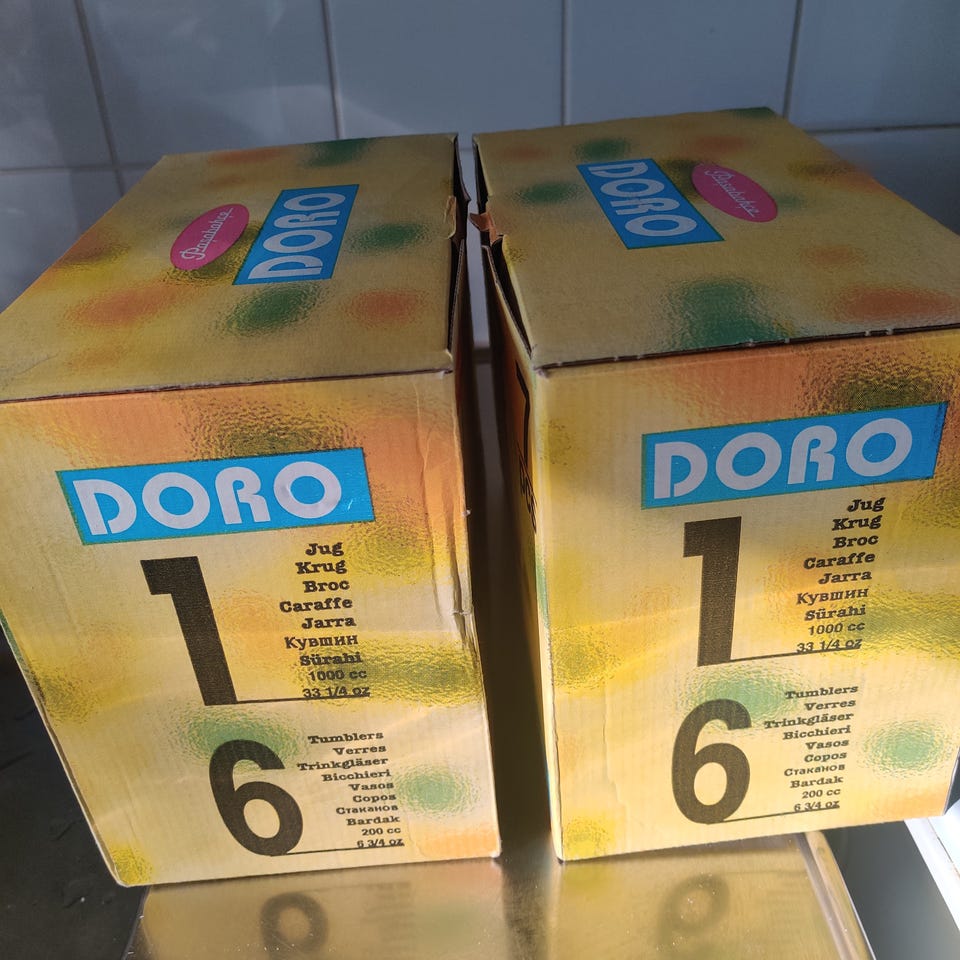 Paşabahçe
DORO
DORO
Paşabahçe
DORO
1
Jug
Krug
Broc
Caraffe
Jarra
Кувшин
Sürahi
1000 cc
33 1/4 oz
6
Tumblers
Verres
Trinkgläser
Bicchieri
Vasos
Copos
Стаканов
Bardak
200 cc
6 3/4 oz
DORO
1
Jug
Krug
Broc
Caraffe
Jarra
Кувшин
Sürahi
1000 cc
33 1/4 oz
6
Tumblers
Verres
Trinkgläser
Bicchieri
Vasos
Copos
Стаканов
Bardak
200 cc
6 3/4 oz